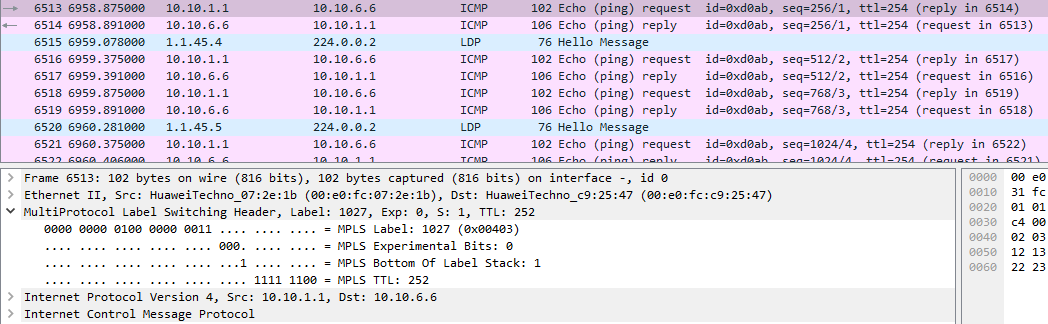 6513 6958.875000 10.10.1.1 10.10.6.6 ICMP 102 Echo (ping) request id=0xd0ab, seq=256/1, ttl=254 (reply in 6514)
6514 6958.891000 10.10.6.6 10.10.1.1 ICMP 106 Echo (ping) reply id=0xd0ab, seq=256/1, ttl=254 (request in 6513)
6515 6959.078000 1.1.45.4 224.0.0.2 LDP 76 Hello Message
6516 6959.375000 10.10.1.1 10.10.6.6 ICMP 102 Echo (ping) request id=0xd0ab, seq=512/2, ttl=254 (reply in 6517)
6517 6959.391000 10.10.6.6 10.10.1.1 ICMP 106 Echo (ping) reply id=0xd0ab, seq=512/2, ttl=254 (request in 6516)
6518 6959.875000 10.10.1.1 10.10.6.6 ICMP 102 Echo (ping) request id=0xd0ab, seq=768/3, ttl=254 (reply in 6519)
6519 6959.891000 10.10.6.6 10.10.1.1 ICMP 106 Echo (ping) reply id=0xd0ab, seq=768/3, ttl=254 (request in 6518)
6520 6960.281000 1.1.45.5 224.0.0.2 LDP 76 Hello Message
6521 6960.375000 10.10.1.1 10.10.6.6 ICMP 102 Echo (ping) request id=0xd0ab, seq=1024/4, ttl=254 (reply in 6522)
6522 6960.406000 10.10.6.6 10.10.1.1 ICMP 106 Echo (ping) reply id=0xd0ab, seq=1024/4, ttl=254 (request in 6521)
Frame 6513: 102 bytes on wire (816 bits), 102 bytes captured (816 bits) on interface -, id 0
Ethernet II, Src: HuaweiTechno_07:2e:1b (00:e0:fc:07:2e:1b), Dst: HuaweiTechno_c9:25:47 (00:e0:fc:c9:25:47)
MultiProtocol Label Switching Header, Label: 1027, Exp: 0, S: 1, TTL: 252
0000 0000 0100 0000 0011 .... .... .... = MPLS Label: 1027 (0x00403)
.... .... .... .... .... 000. .... .... = MPLS Experimental Bits: 0
.... .... .... .... .... ...1 .... .... = MPLS Bottom Of Label Stack: 1
.... .... .... .... .... .... 1111 1100 = MPLS TTL: 252
Internet Protocol Version 4, Src: 10.10.1.1, Dst: 10.10.6.6
Internet Control Message Protocol
0000 00 e0
0010 31 fc
0020 01 01
0030 c4 00
0040 02 03
0050 12 13
0060 22 23